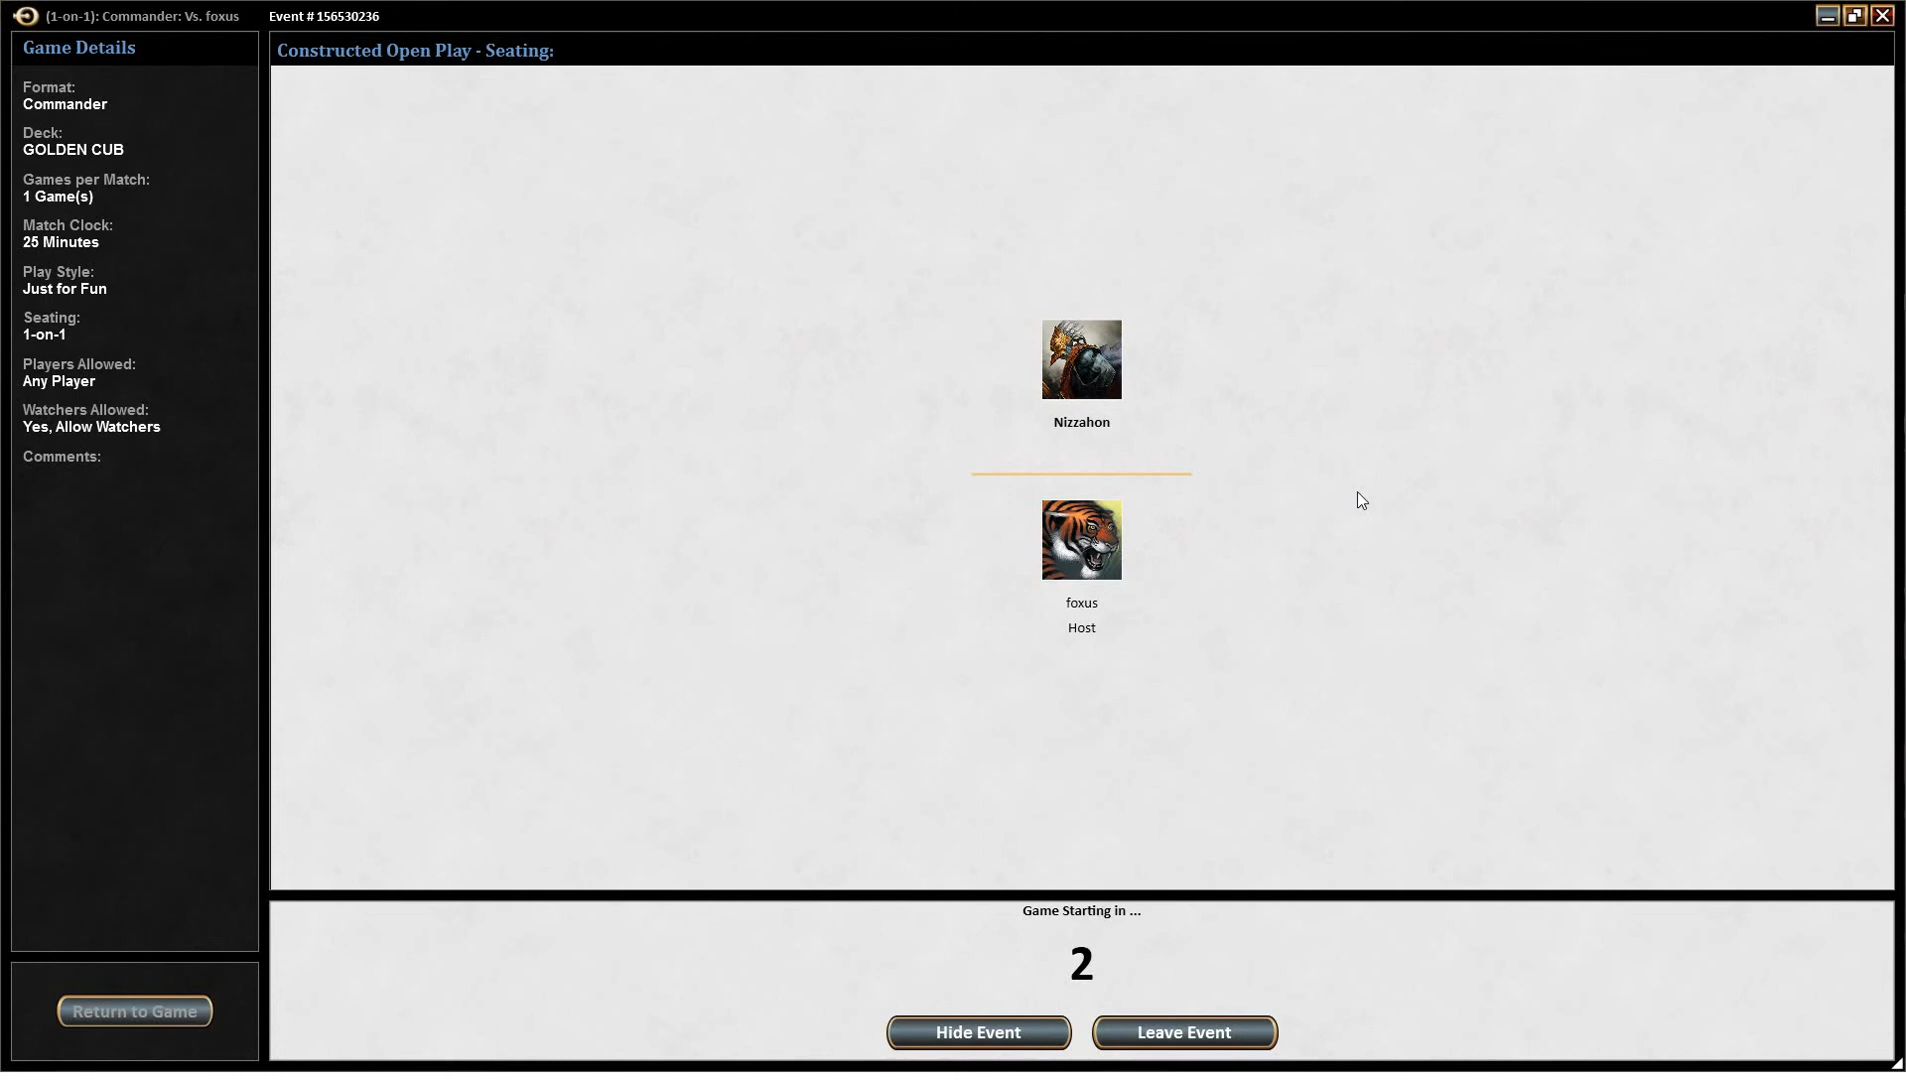 (1-on-1): Commander: Vs. foxus
Event # 156530236
Game Details
Constructed Open Play - Seating:
Format:
Commander
Deck:
GOLDEN CUB
Games per Match:
1 Game(s)
Match Clock:
25 Minutes
Play Style:
Just for Fun
Seating:
1-on-1
Players Allowed:
Any Player
Watchers Allowed:
Yes, Allow Watchers
Comments:
Nizzahon
foxus
Host
Game Starting in ...
2
Return to Game
Hide Event
Leave Event